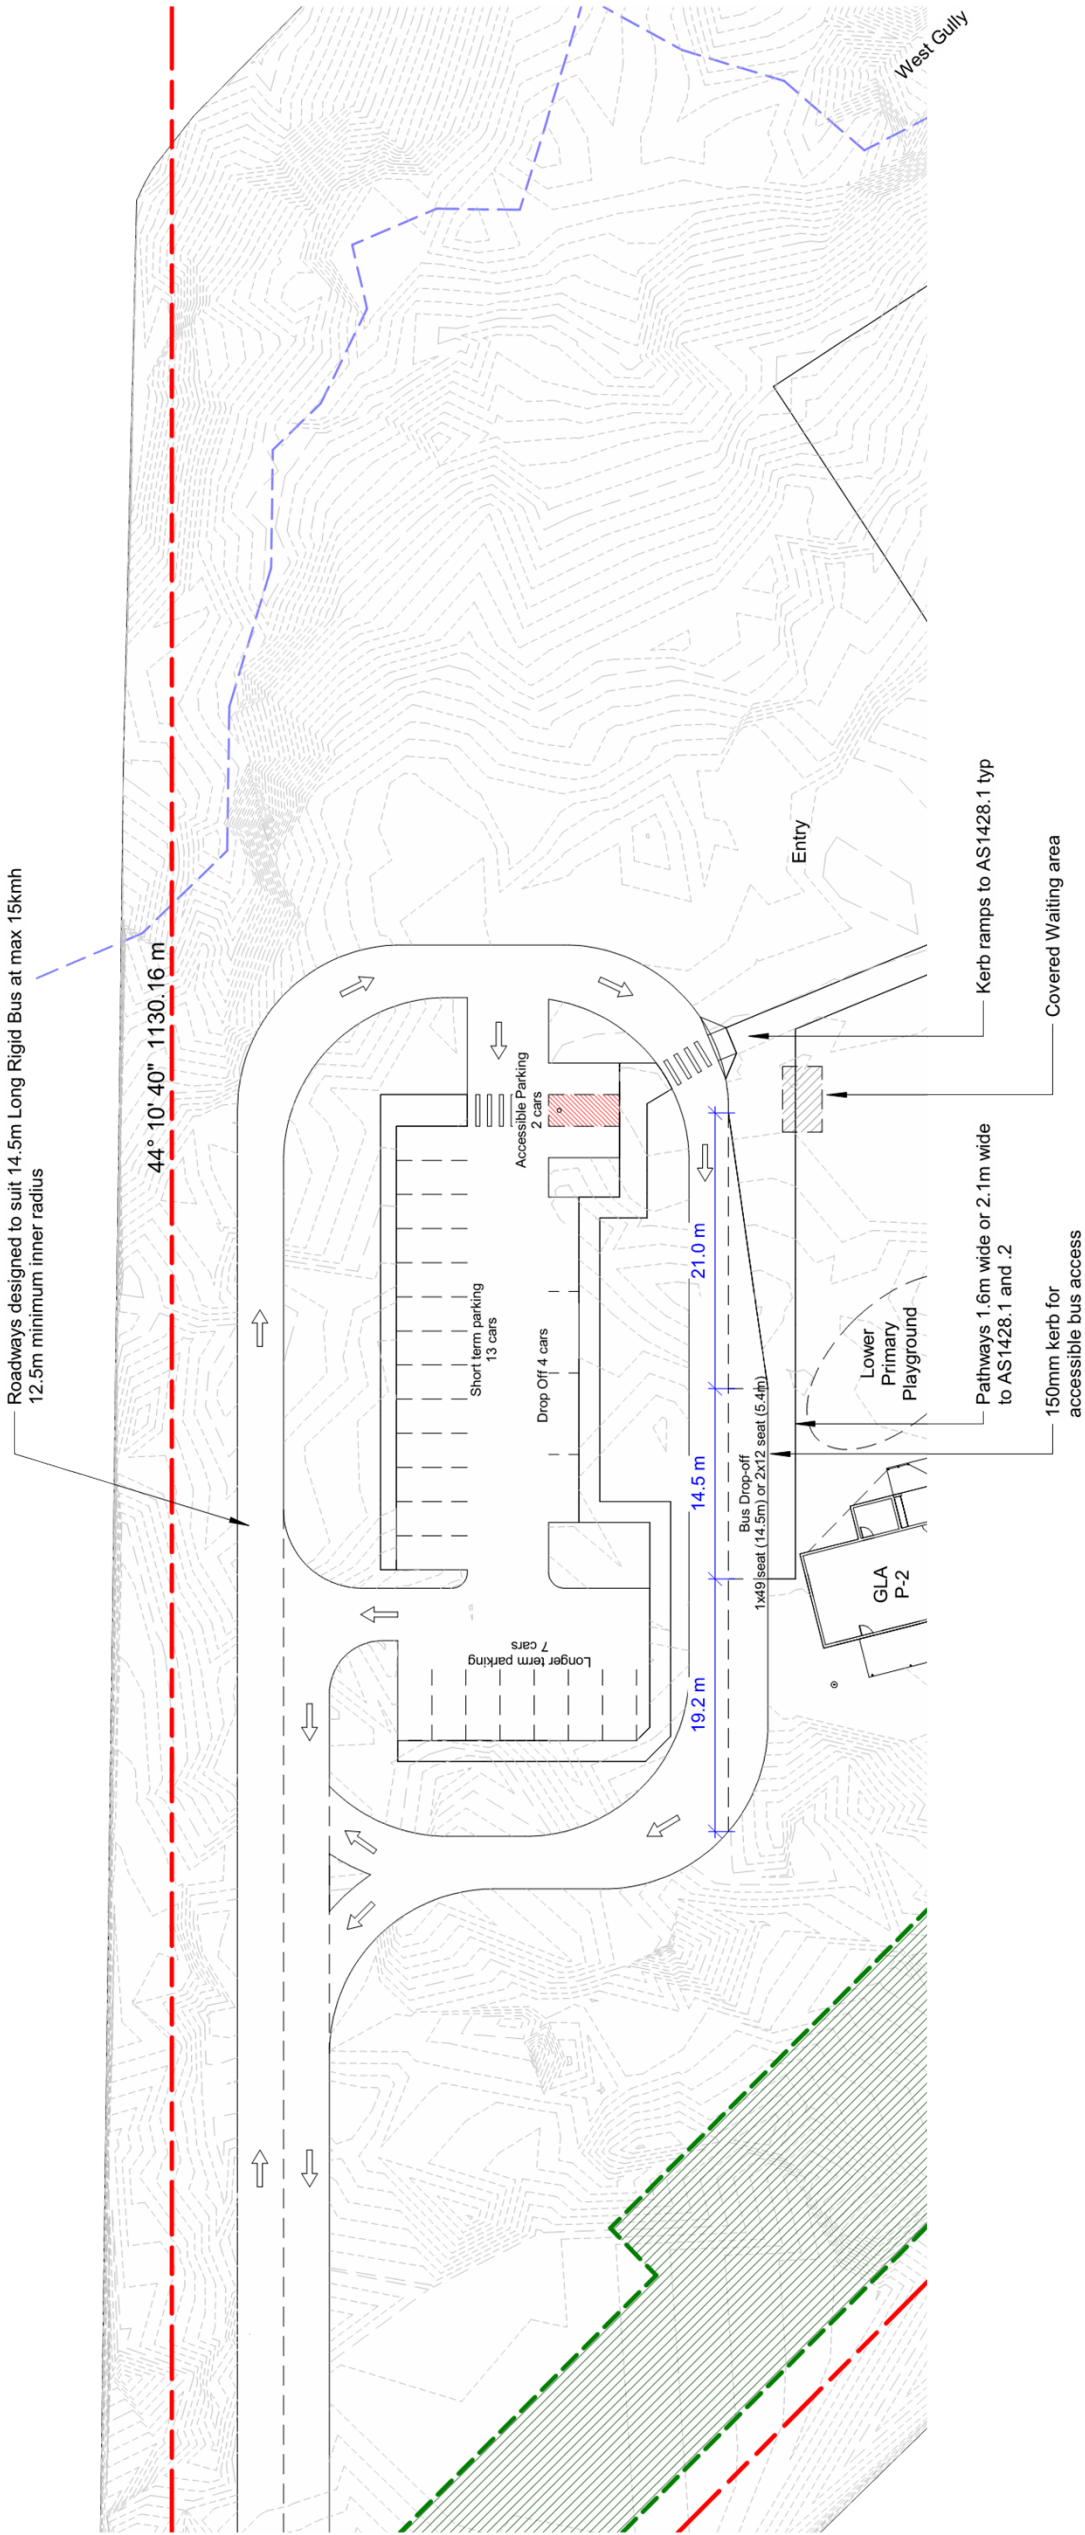 Roadways designed to suit 14.5m Long Rigid Bus at max 15kmh
12.5m minimum inner radius
44° 10' 40" 1130.16 m
West Gully
Entry
Accessible Parking
2 cars
Short term parking
13 cars
Drop Off 4 cars
Longer term parking
7 cars
21.0 m
14.5 m
19.2 m
Bus Drop-off
1x49 seat (14.5m) or 2x12 seat (5.4m)
Lower
Primary
Playground
GLA
P-2
Kerb ramps to AS1428.1 typ
Covered Waiting area
Pathways 1.6m wide or 2.1m wide
to AS1428.1 and .2
150mm kerb for
accessible bus access